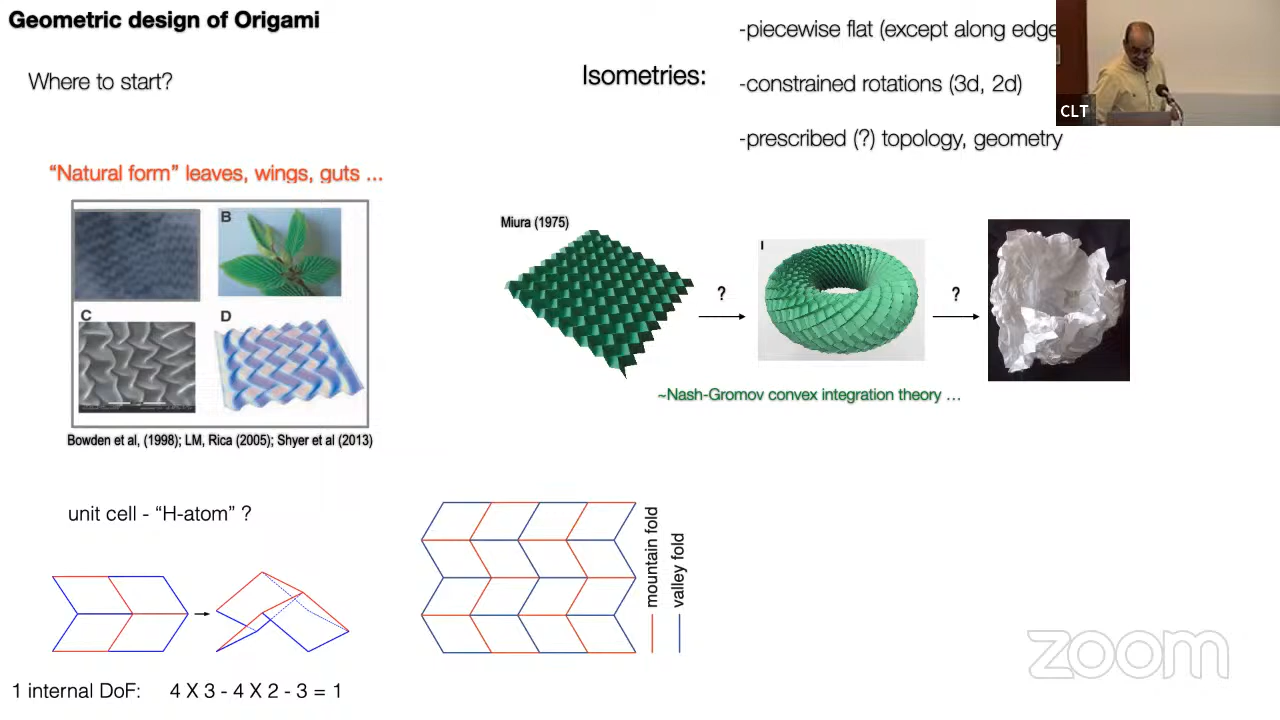 Geometric design of Origami
Where to start?
Isometries:
-piecewise flat (except along edge
-constrained rotations (3d, 2d)
-prescribed (?) topology, geometry
CLT
"Natural form" leaves, wings, guts ...
B
C
D
Bowden et al, (1998); LM, Rica (2005); Shyer et al (2013)
Miura (1975)
?
I
?
~Nash-Gromov convex integration theory ...
unit cell - "H-atom" ?
mountain fold
valley fold
1 internal DoF: 4 X 3 - 4 X 2 - 3 = 1
zoom